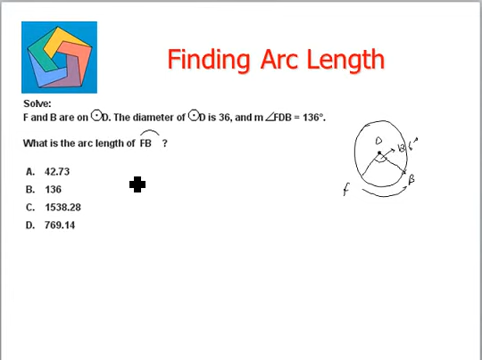 Finding Arc Length
Solve:
F and B are on ⊙D. The diameter of ⊙D is 36, and m∠FDB = 136°.
What is the arc length of FB ?
A. 42.73
B. 136
C. 1538.28
D. 769.14
D
136°
F
B